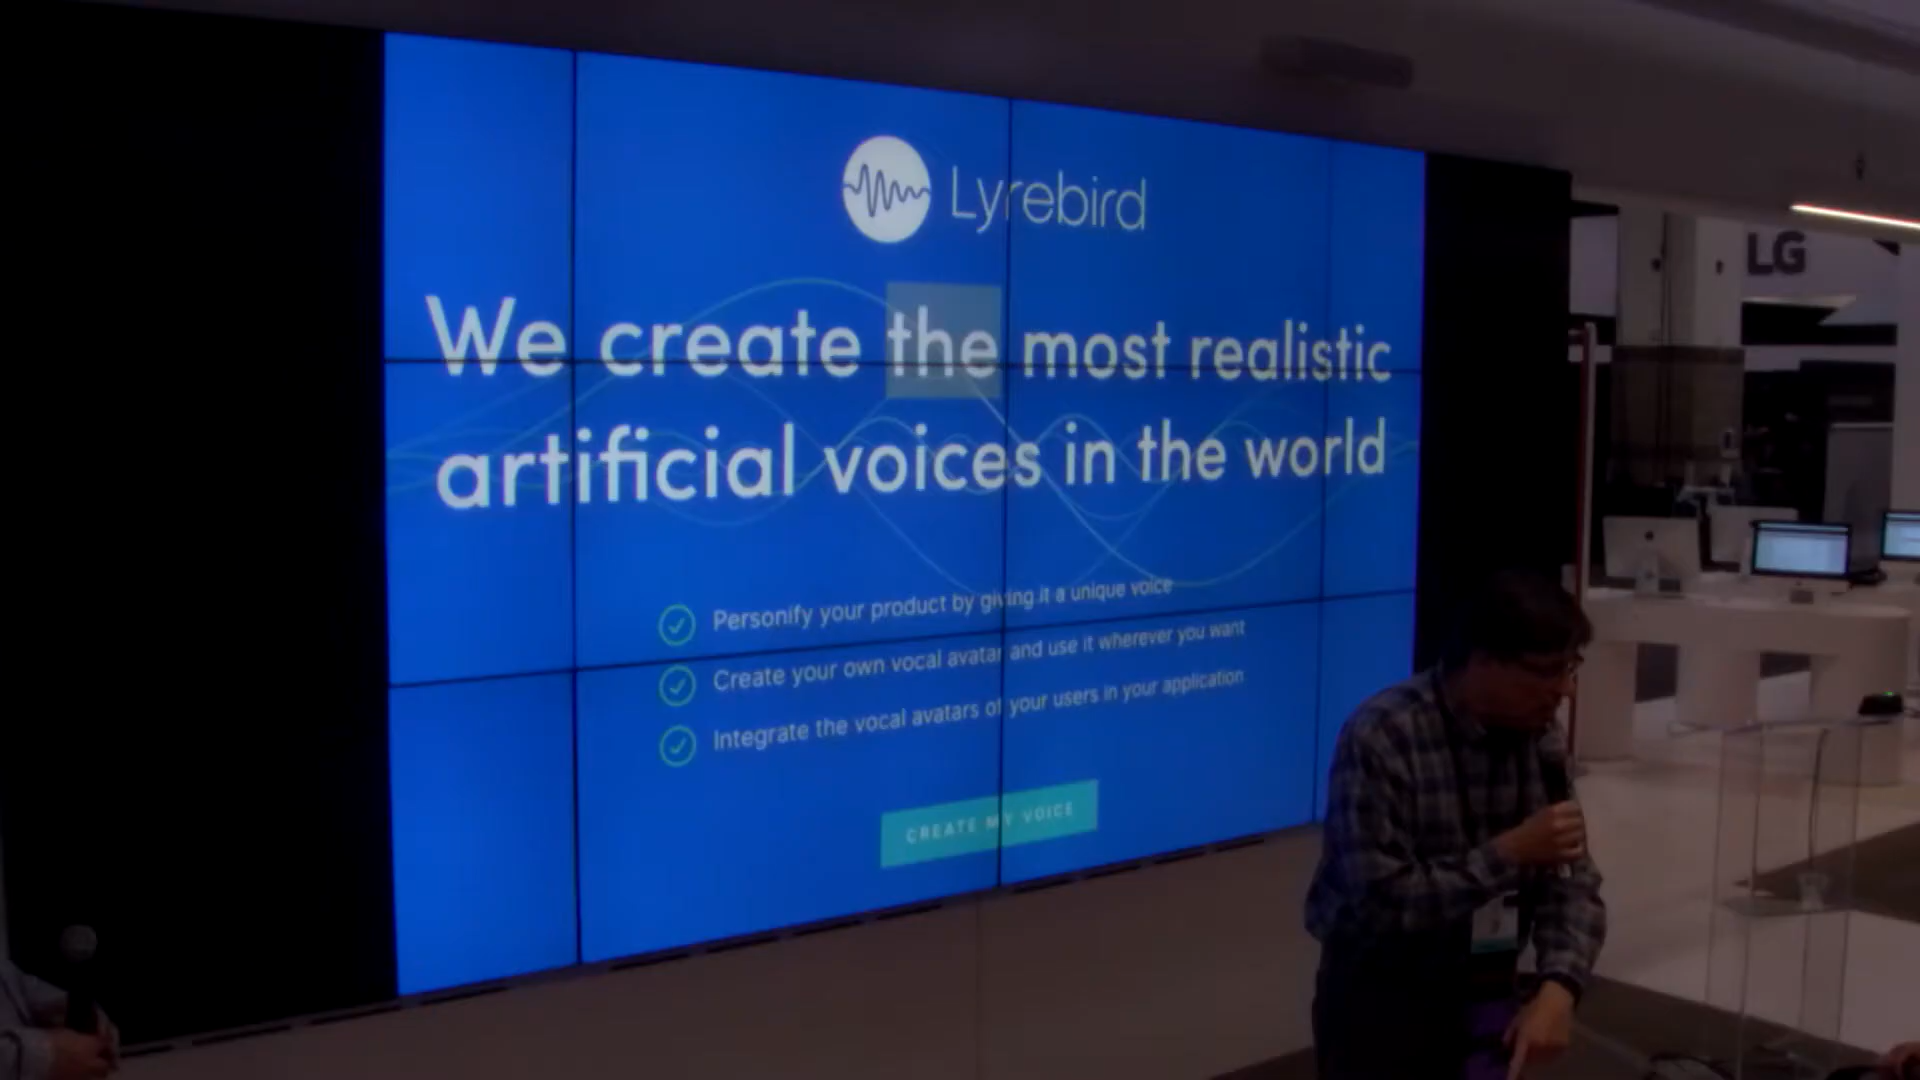 Lyrebird
LG
We create the most realistic
artificial voices in the world
Personify your product by giving it a unique voice
Create your own vocal avatar and use it wherever you want
Integrate the vocal avatars of your users in your application
CREATE MY VOICE